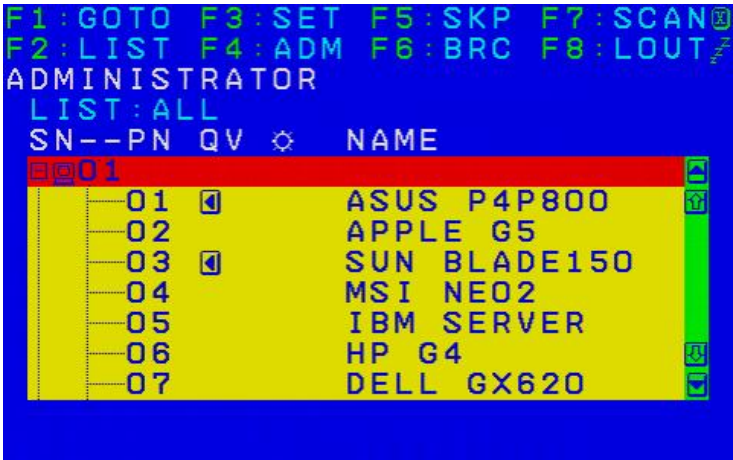 F1:GOTO F3:SET F5:SKP F7:SCAN X
F2:LIST F4:ADM F6:BRC F8:LOUT zZ
ADMINISTRATOR
LIST:ALL
SN--PN QV ☼ NAME
01
01 ASUS P4P800
02 APPLE G5
03 SUN BLADE150
04 MSI NEO2
05 IBM SERVER
06 HP G4
07 DELL GX620